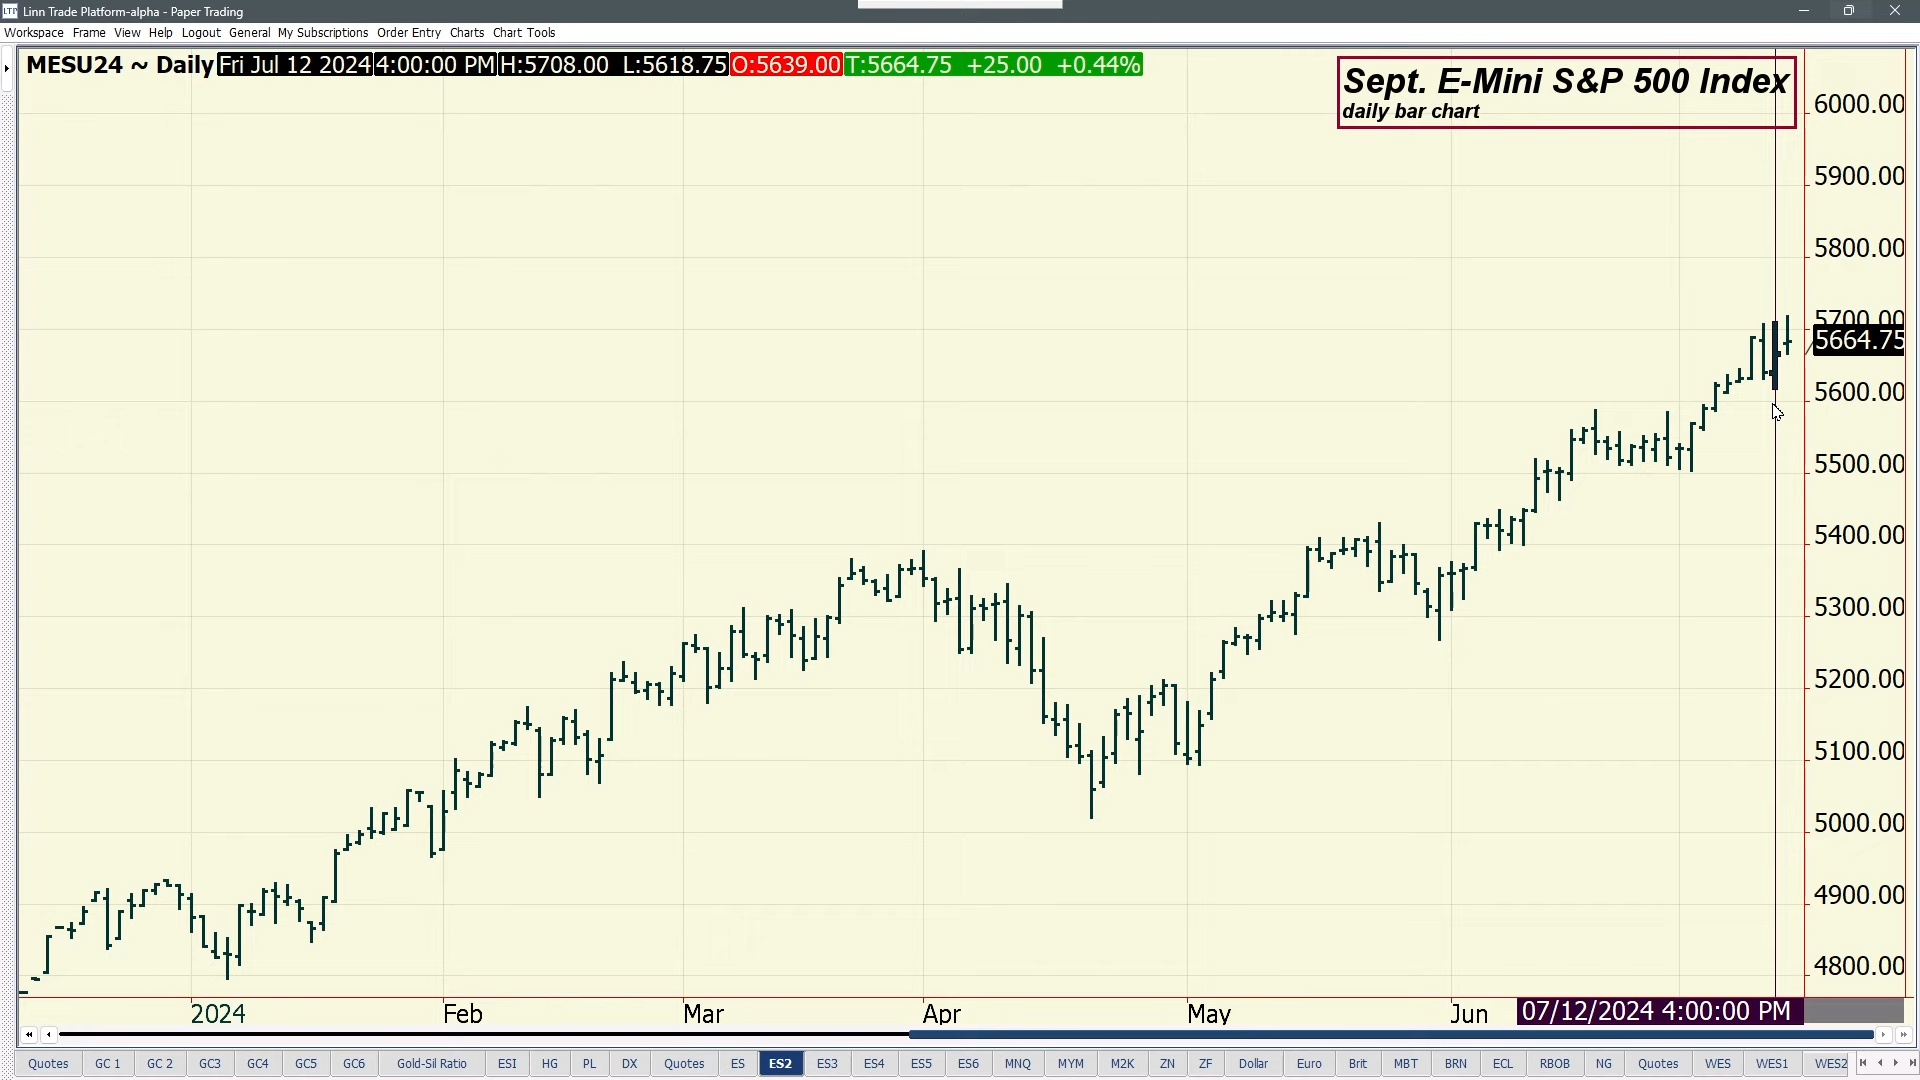 LTN Linn Trade Platform-alpha - Paper Trading
Workspace Frame View Help Logout General My Subscriptions Order Entry Charts Chart Tools
MESU24 ~ Daily Fri Jul 12 2024 4:00:00 PM H:5708.00 L:5618.75 O:5639.00 T:5664.75 +25.00 +0.44%
Sept. E-Mini S&P 500 Index
daily bar chart
6000.00
5900.00
5800.00
5700.00
5664.75
5600.00
5500.00
5400.00
5300.00
5200.00
5100.00
5000.00
4900.00
4800.00
2024 Feb Mar Apr May Jun 07/12/2024 4:00:00 PM
Quotes GC 1 GC 2 GC3 GC4 GC5 GC6 Gold-Sil Ratio ESI HG PL DX Quotes ES ES2 ES3 ES4 ES5 ES6 MNQ MYM M2K ZN ZF Dollar Euro Brit MBT BRN ECL RBOB NG Quotes WES WES1 WES2